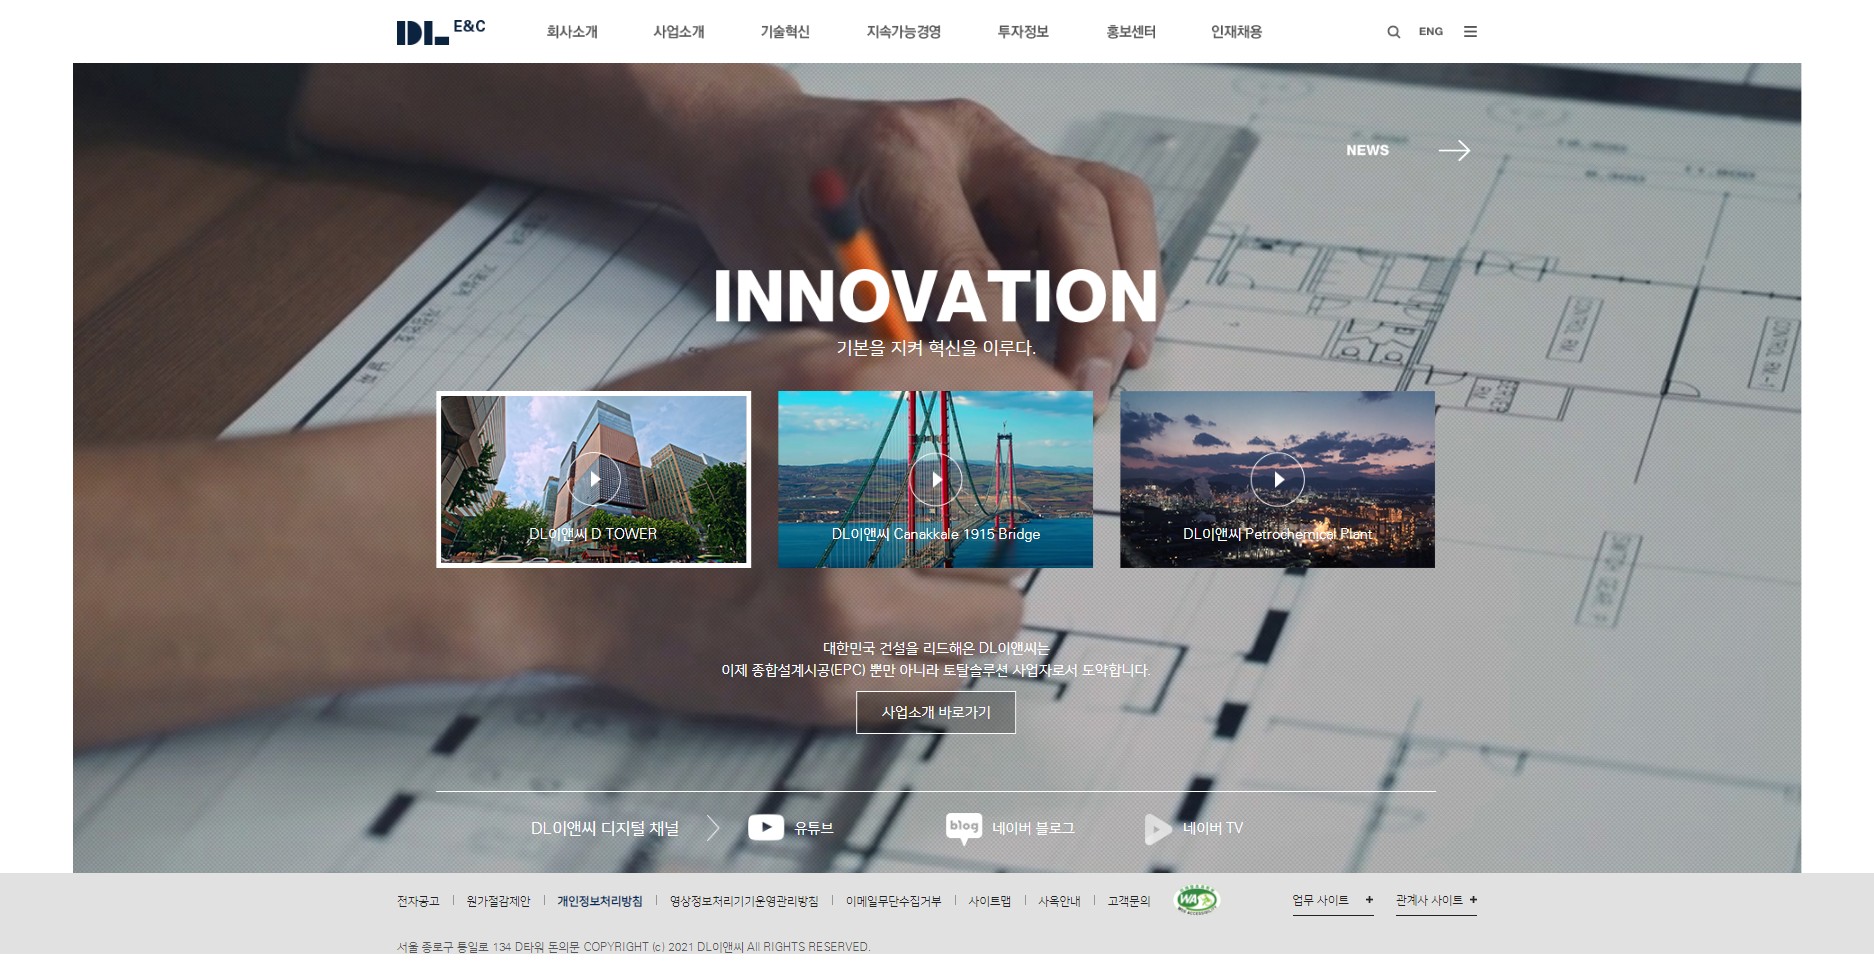 DL E&C
회사소개
사업소개
기술혁신
지속가능경영
투자정보
홍보센터
인재채용
ENG
NEWS
INNOVATION
기본을 지켜 혁신을 이루다.
DL이앤씨 D TOWER
DL이앤씨 Canakkale 1915 Bridge
DL이앤씨 Petrochemical Plant
대한민국 건설을 리드해온 DL이앤씨는
이제 종합설계시공(EPC) 뿐만 아니라 토탈솔루션 사업자로서 도약합니다.
사업소개 바로가기
DL이앤씨 디지털 채널
유튜브
blog
네이버 블로그
네이버 TV
전자공고
원가절감제안
개인정보처리방침
영상정보처리기기운영관리방침
이메일무단수집거부
사이트맵
사옥안내
고객문의
WA
업무 사이트 +
관계사 사이트 +
서울 종로구 통일로 134 D타워 돈의문 COPYRIGHT (c) 2021 DL이앤씨 All RIGHTS RESERVED.